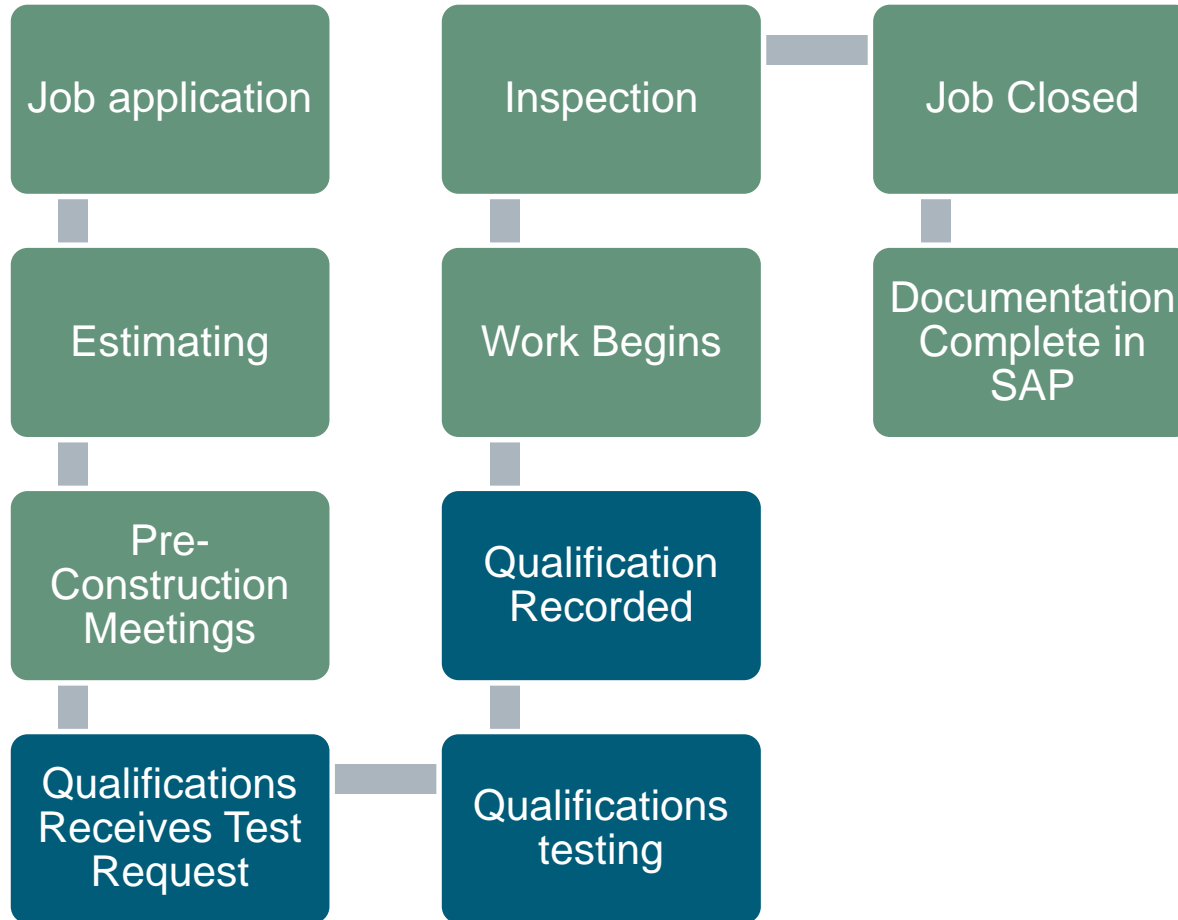 Job application
Estimating
Pre-
Construction
Meetings
Qualifications
Receives Test
Request
Qualifications
testing
Qualification
Recorded
Work Begins
Inspection
Job Closed
Documentation
Complete in
SAP